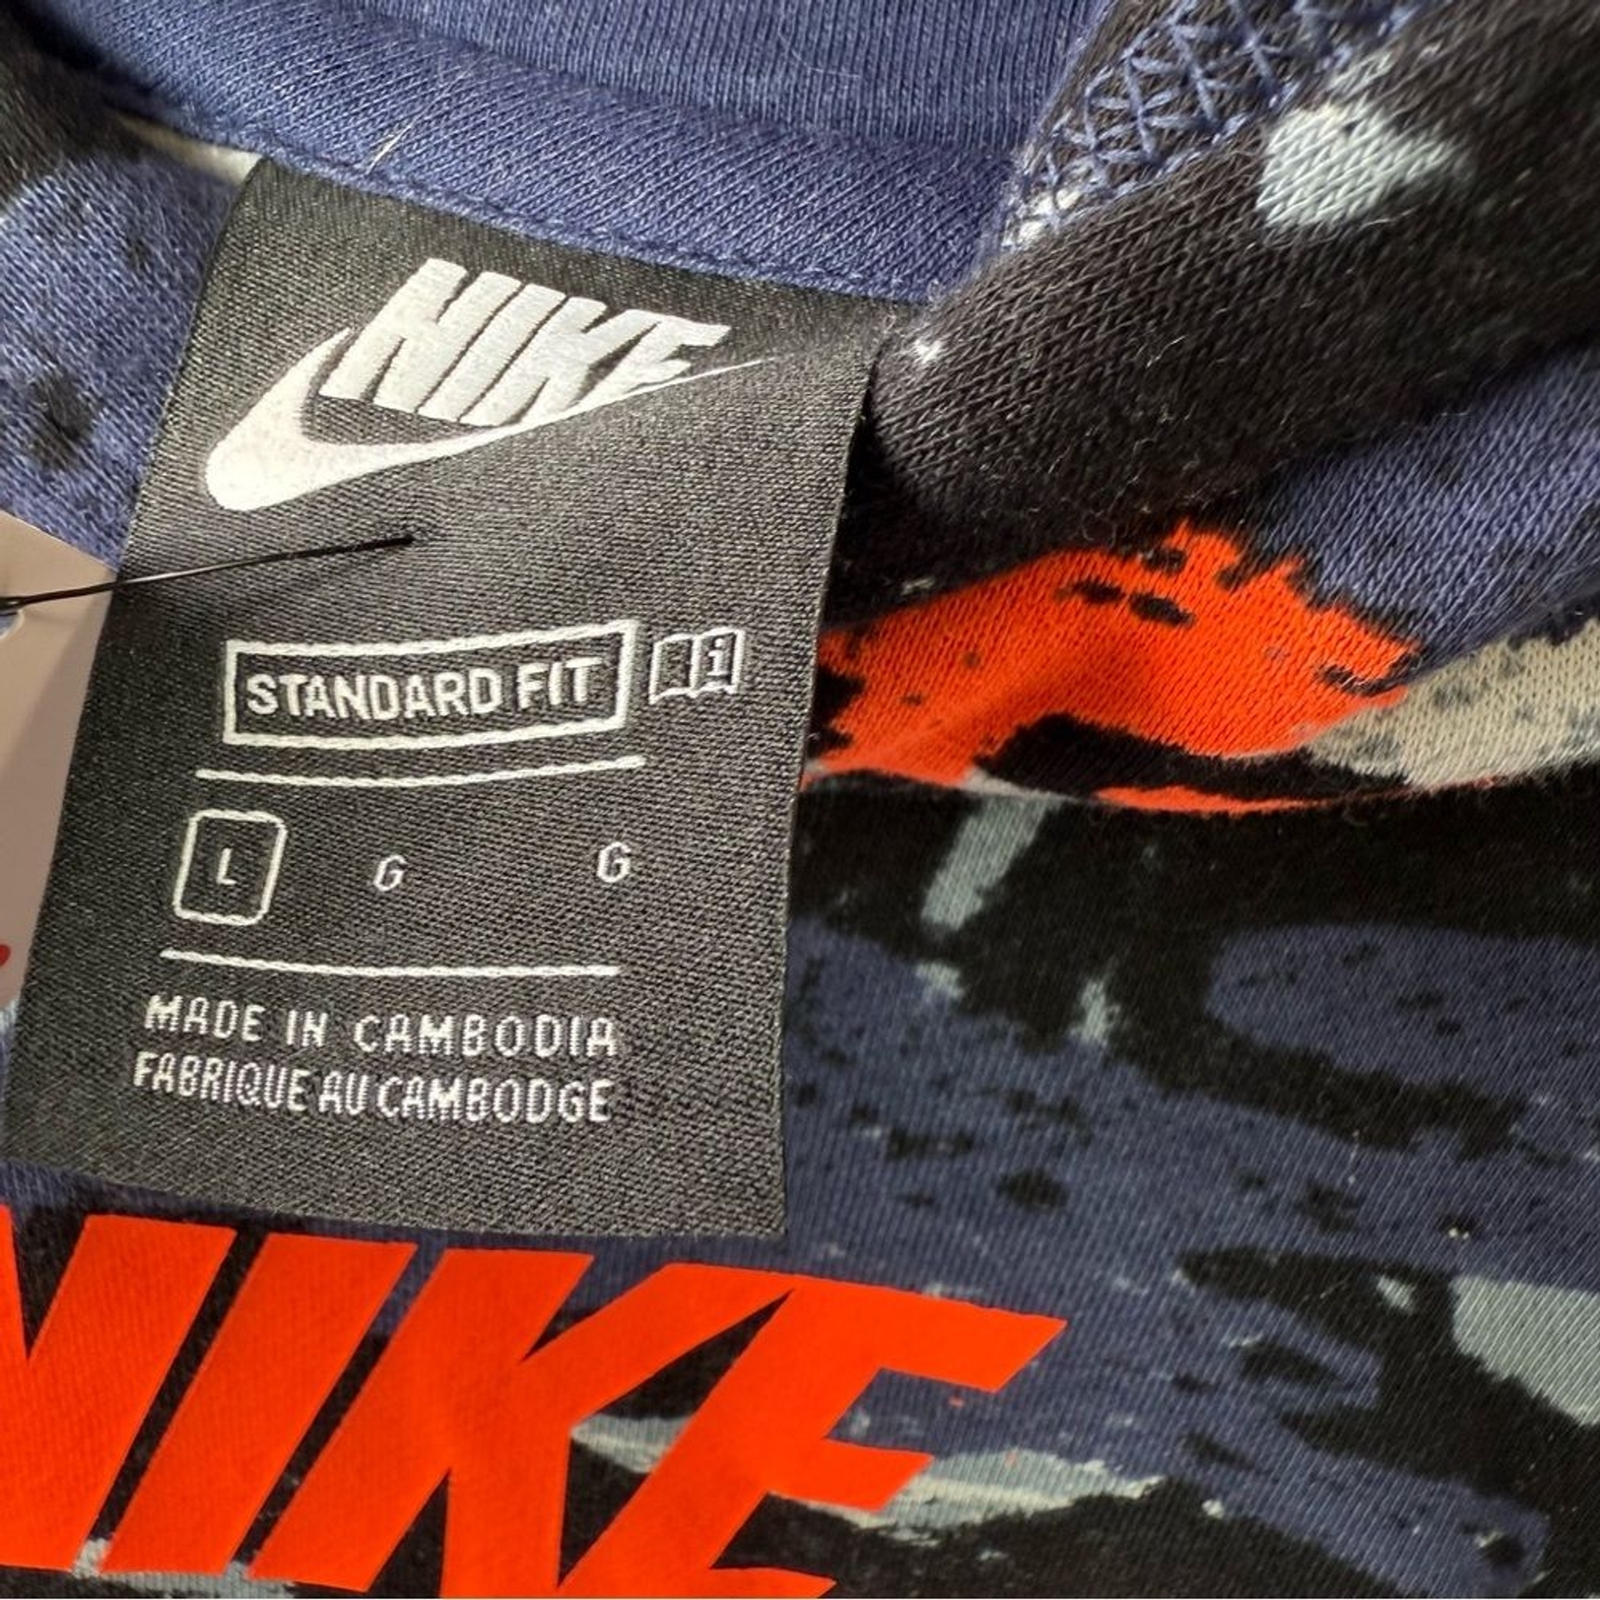 NIKE
STANDARD FIT i
L G G
MADE IN CAMBODIA
FABRIQUE AU CAMBODGE
NIKE